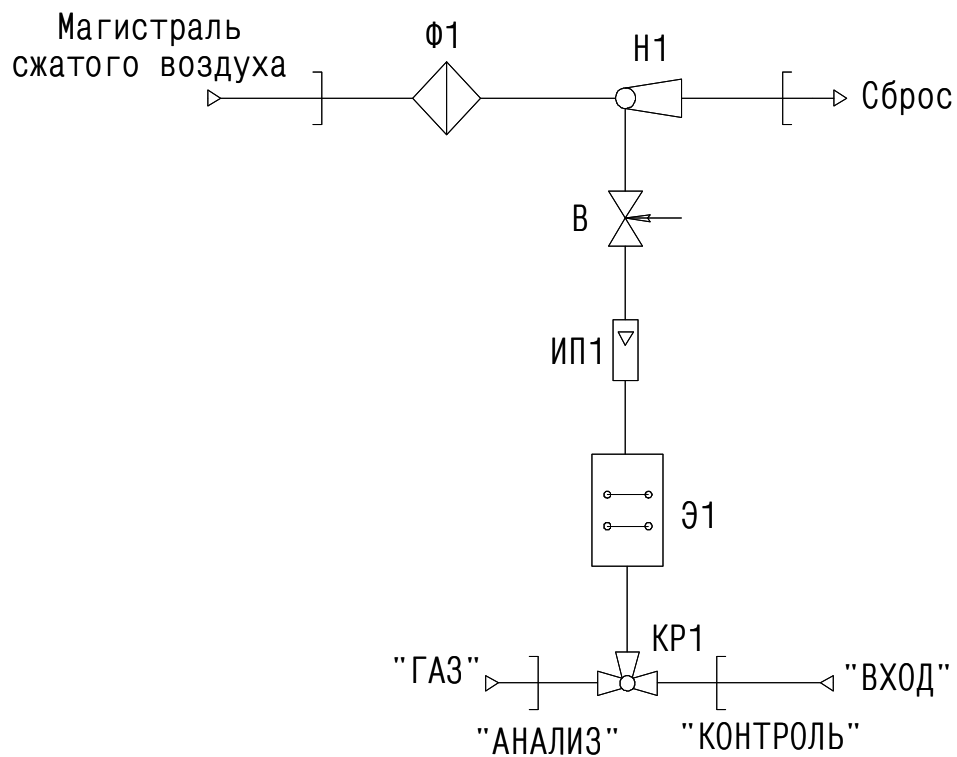 Магистраль
сжатого воздуха
Ф1
Н1
Сброс
В
ИП1
Э1
КР1
"ГАЗ"
"ВХОД"
"АНАЛИЗ"
"КОНТРОЛЬ"